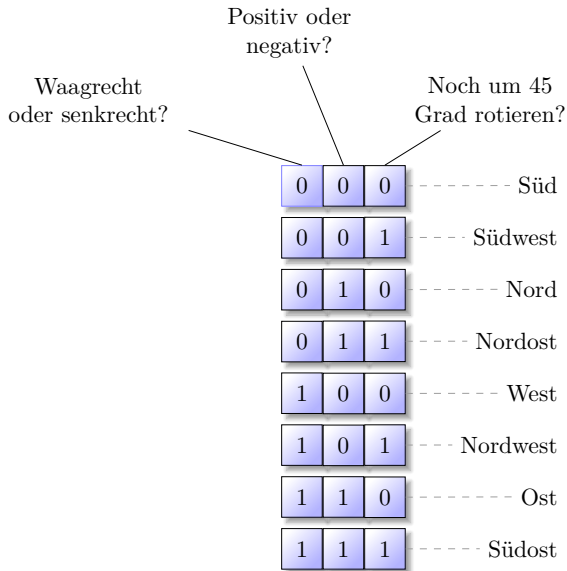 Positiv oder
negativ?
Waagrecht
oder senkrecht?
Noch um 45
Grad rotieren?
0 0 0 Süd
0 0 1 Südwest
0 1 0 Nord
0 1 1 Nordost
1 0 0 West
1 0 1 Nordwest
1 1 0 Ost
1 1 1 Südost